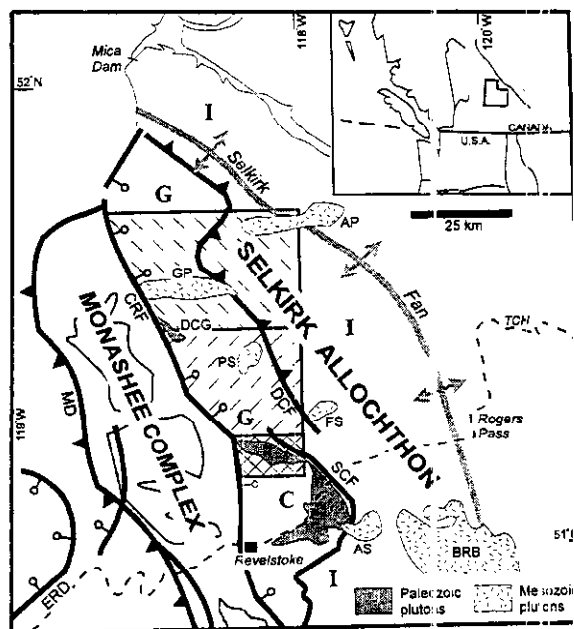 118 W
120°W
Mica
Dam
52°N
I
Selkirk
CANADA
U.S.A.
25 km
G
AP
SELKIRK ALLOCHTHON
GP
CRF
I
Fan
MONASHEE COMPLEX
DCG
TCH
MD
PS
DCF
119°W
FS
Rogers
Pass
G
SCF
C
AS
BRB
51°
Revelstoke
I
ERD
Paleozoic
plutons
Mesozoic
plutons